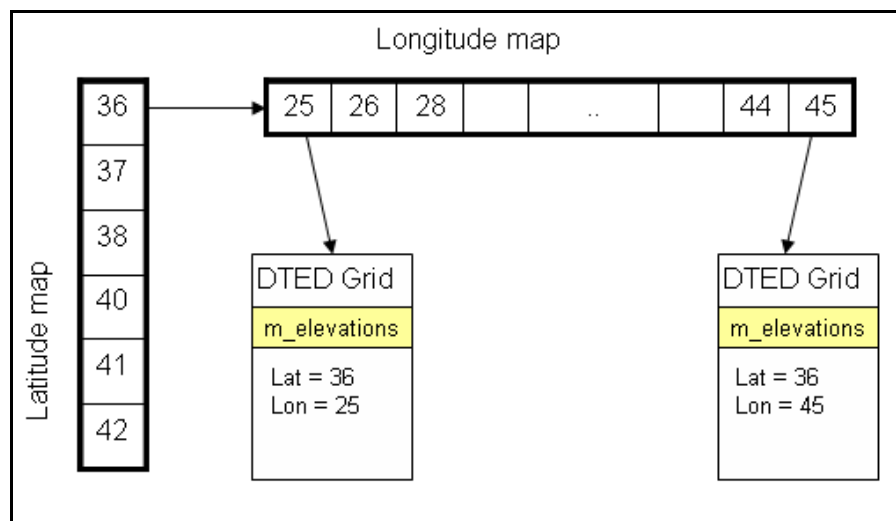 Longitude map
36 25 26 28 .. 44 45
37
38
40
41
42
Latitude map
DTED Grid
m_elevations
Lat = 36
Lon = 25
DTED Grid
m_elevations
Lat = 36
Lon = 45